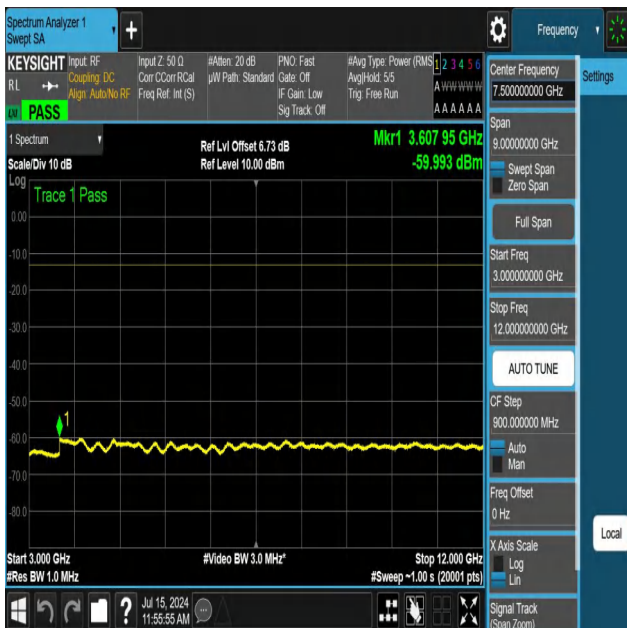 Spectrum Analyzer 1
Swept SA
+
Frequency
KEYSIGHT
RL
PASS
Input: RF
Coupling: DC
Align: Auto/No RF
Input Z: 50 Ω
Corr CCorr RCal
Freq Ref: Int (S)
#Atten: 20 dB
µW Path: Standard
PNO: Fast
Gate: Off
IF Gain: Low
Sig Track: Off
#Avg Type: Power (RMS
Avg|Hold: 5/5
Trig: Free Run
1 2 3 4 5 6
A W W W W W
A A A A A A
1 Spectrum
Scale/Div 10 dB
Ref Lvl Offset 6.73 dB
Ref Level 10.00 dBm
Mkr1 3.607 95 GHz
-59.993 dBm
Log
Trace 1 Pass
0.00
-10.0
-20.0
-30.0
-40.0
-50.0
-60.0
-70.0
-80.0
1
Start 3.000 GHz
#Res BW 1.0 MHz
#Video BW 3.0 MHz*
Stop 12.000 GHz
#Sweep ~1.00 s (20001 pts)
?
Jul 15, 2024
11:55:55 AM
Center Frequency
7.500000000 GHz
Span
9.00000000 GHz
Swept Span
Zero Span
Full Span
Start Freq
3.000000000 GHz
Stop Freq
12.000000000 GHz
AUTO TUNE
CF Step
900.000000 MHz
Auto
Man
Freq Offset
0 Hz
X Axis Scale
Log
Lin
Signal Track
(Span Zoom)
Settings
Local